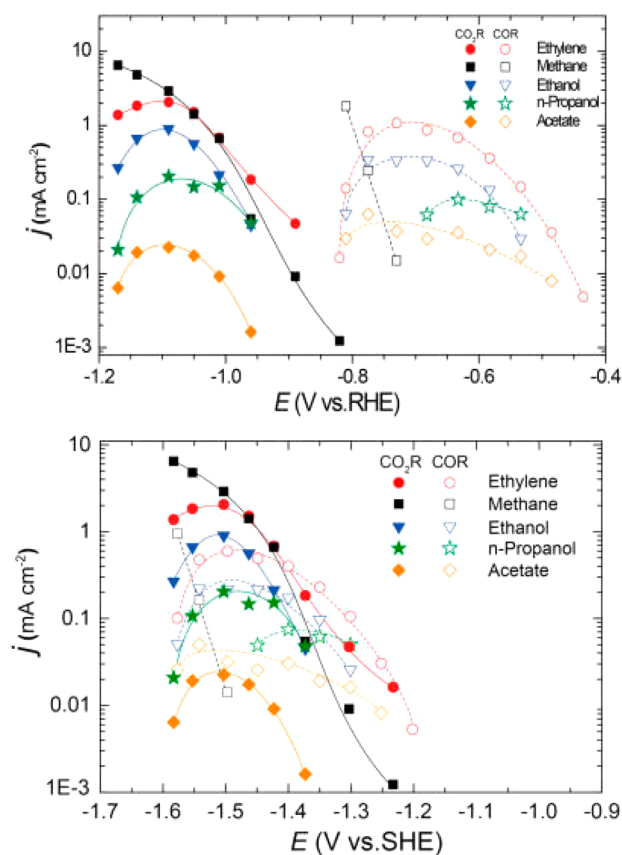 CO₂R COR
Ethylene
Methane
Ethanol
n-Propanol
Acetate
10
1
0.1
0.01
1E-3
j (mA cm⁻²)
-1.2 -1.0 -0.8 -0.6 -0.4
E (V vs.RHE)
CO₂R COR
Ethylene
Methane
Ethanol
n-Propanol
Acetate
10
1
0.1
0.01
1E-3
j (mA cm⁻²)
-1.7 -1.6 -1.5 -1.4 -1.3 -1.2 -1.1 -1.0 -0.9
E (V vs.SHE)